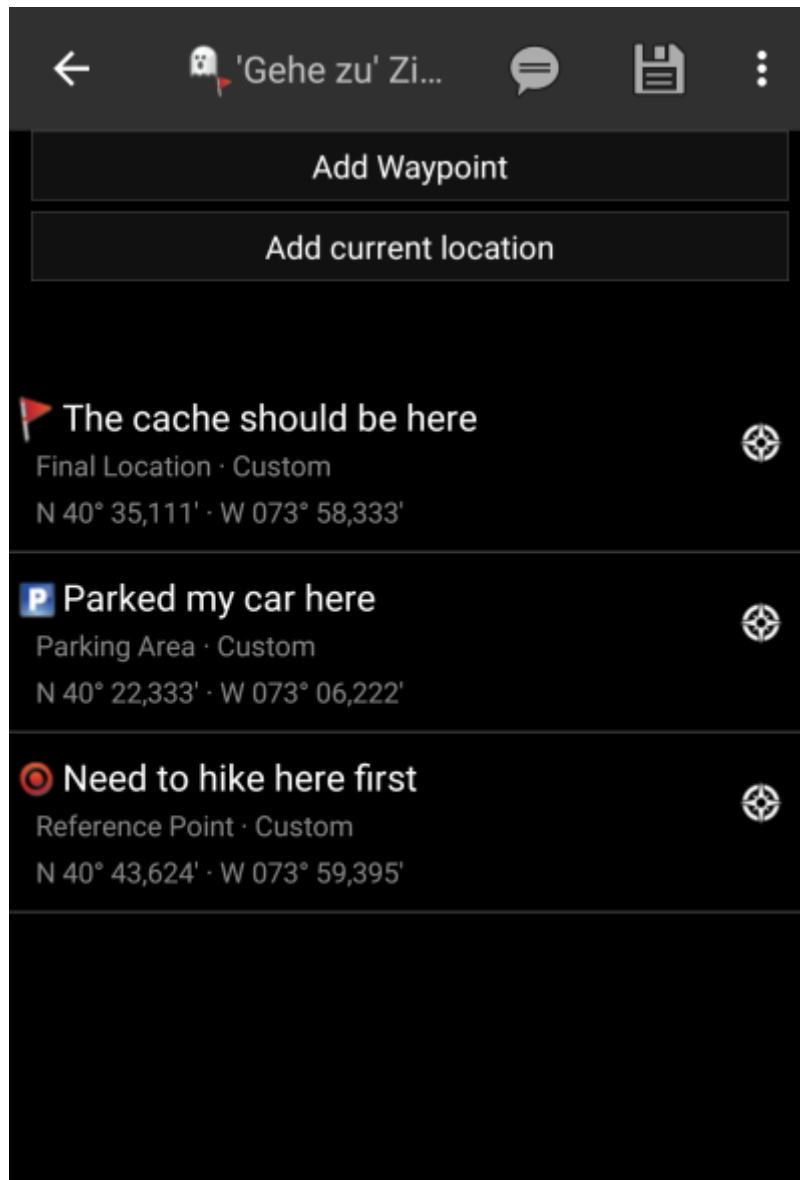 'Gehe zu' Zi...
Add Waypoint
Add current location
The cache should be here
Final Location · Custom
N 40° 35,111' · W 073° 58,333'
P Parked my car here
Parking Area · Custom
N 40° 22,333' · W 073° 06,222'
Need to hike here first
Reference Point · Custom
N 40° 43,624' · W 073° 59,395'